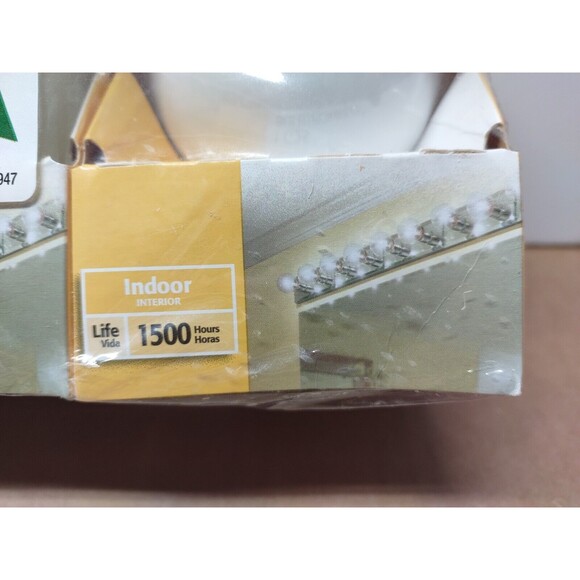 947
Indoor
INTERIOR
Life
Vida
1500
Hours
Horas